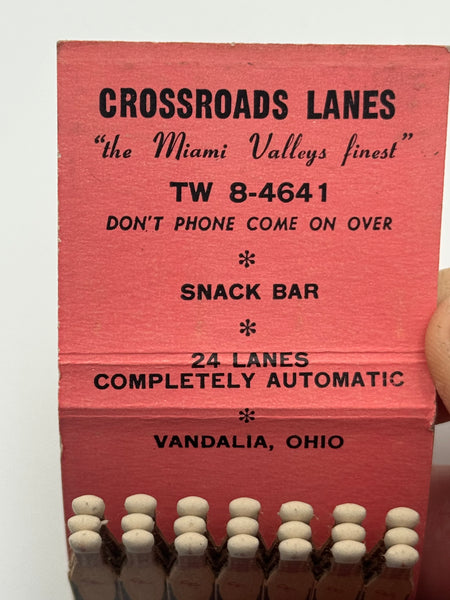 CROSSROADS LANES
"the Miami Valleys finest"
TW 8-4641
DON'T PHONE COME ON OVER
*
SNACK BAR
*
24 LANES
COMPLETELY AUTOMATIC
*
VANDALIA, OHIO